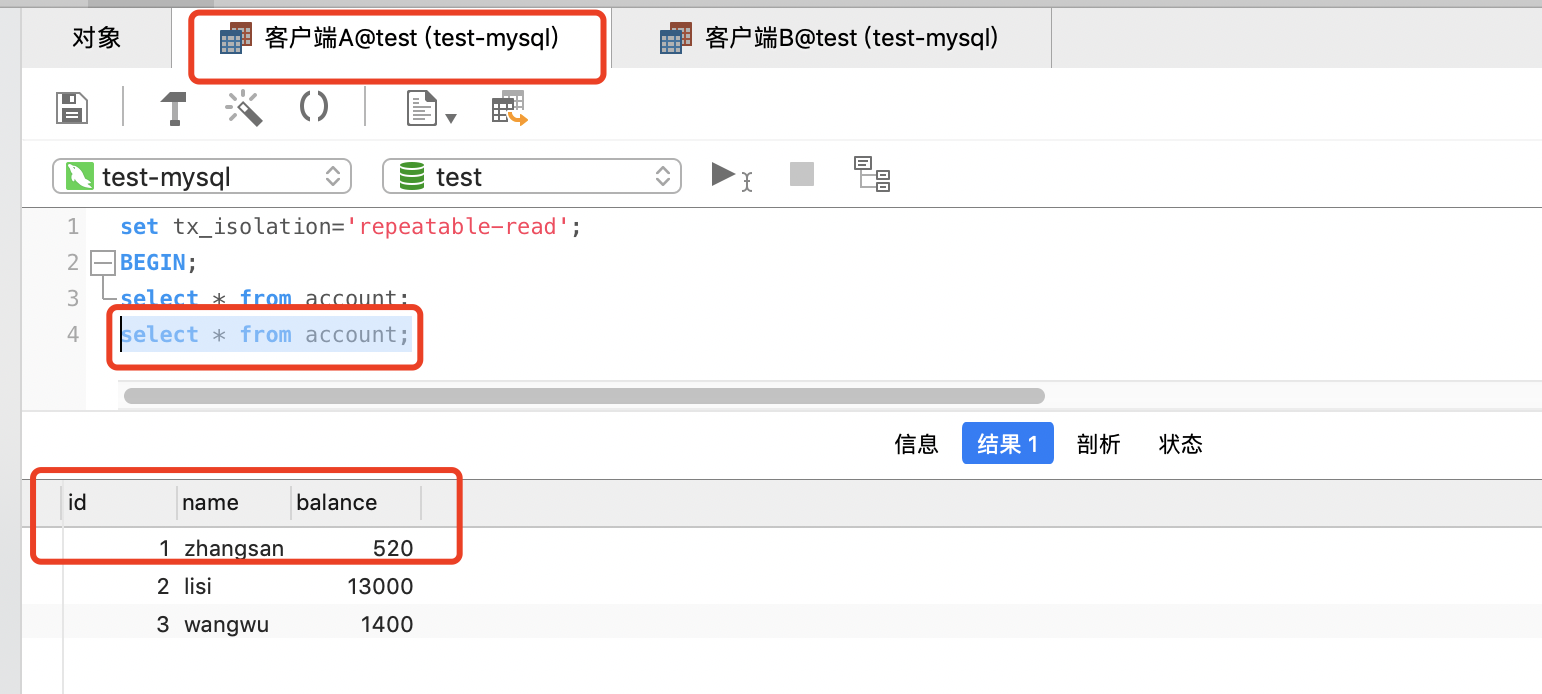 对象 客户端A@test (test-mysql) 客户端B@test (test-mysql)
test-mysql test
1 set tx_isolation='repeatable-read';
2 BEGIN;
3 select * from account;
4 select * from account;
信息 结果 1 剖析 状态
id name balance
1 zhangsan 520
2 lisi 13000
3 wangwu 1400